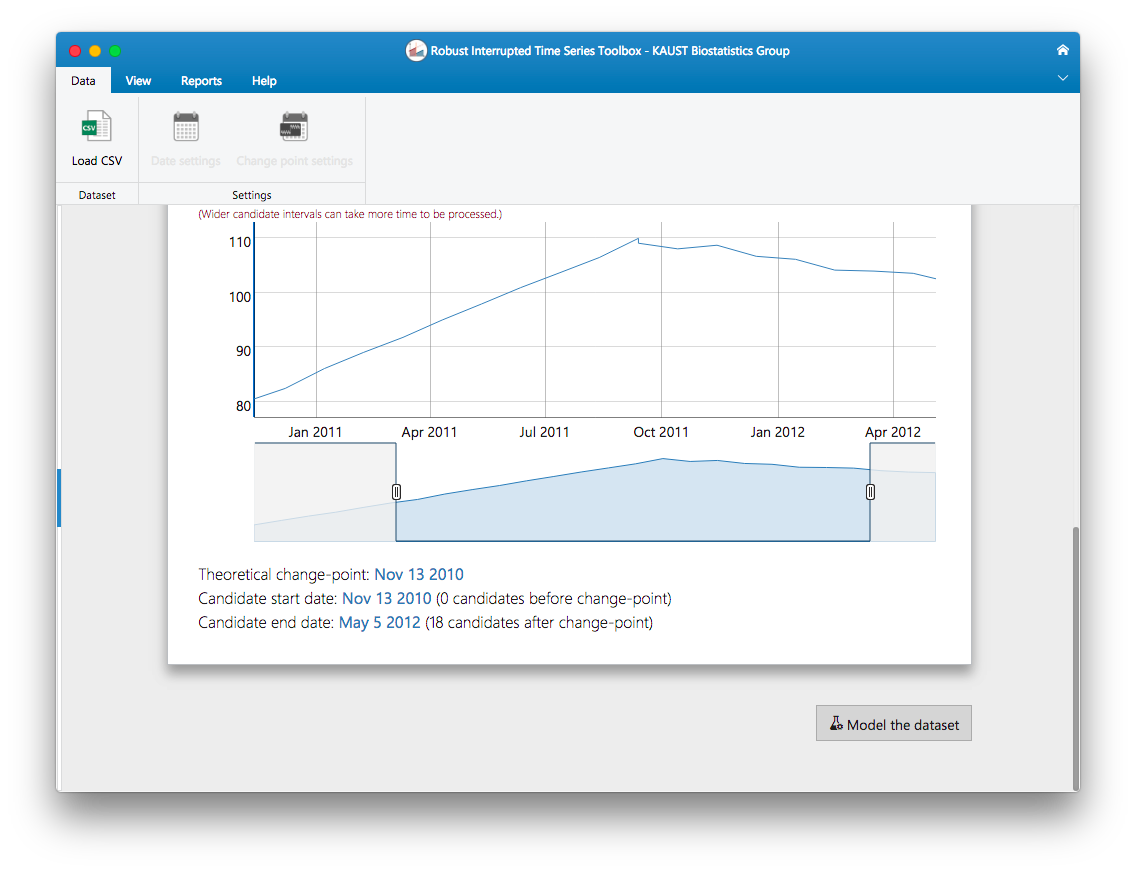 Robust Interrupted Time Series Toolbox - KAUST Biostatistics Group
Data View Reports Help
CSV
Load CSV Date settings Change point settings
Dataset Settings
(Wider candidate intervals can take more time to be processed.)
110
100
90
80
Jan 2011 Apr 2011 Jul 2011 Oct 2011 Jan 2012 Apr 2012
Theoretical change-point: Nov 13 2010
Candidate start date: Nov 13 2010 (0 candidates before change-point)
Candidate end date: May 5 2012 (18 candidates after change-point)
Model the dataset